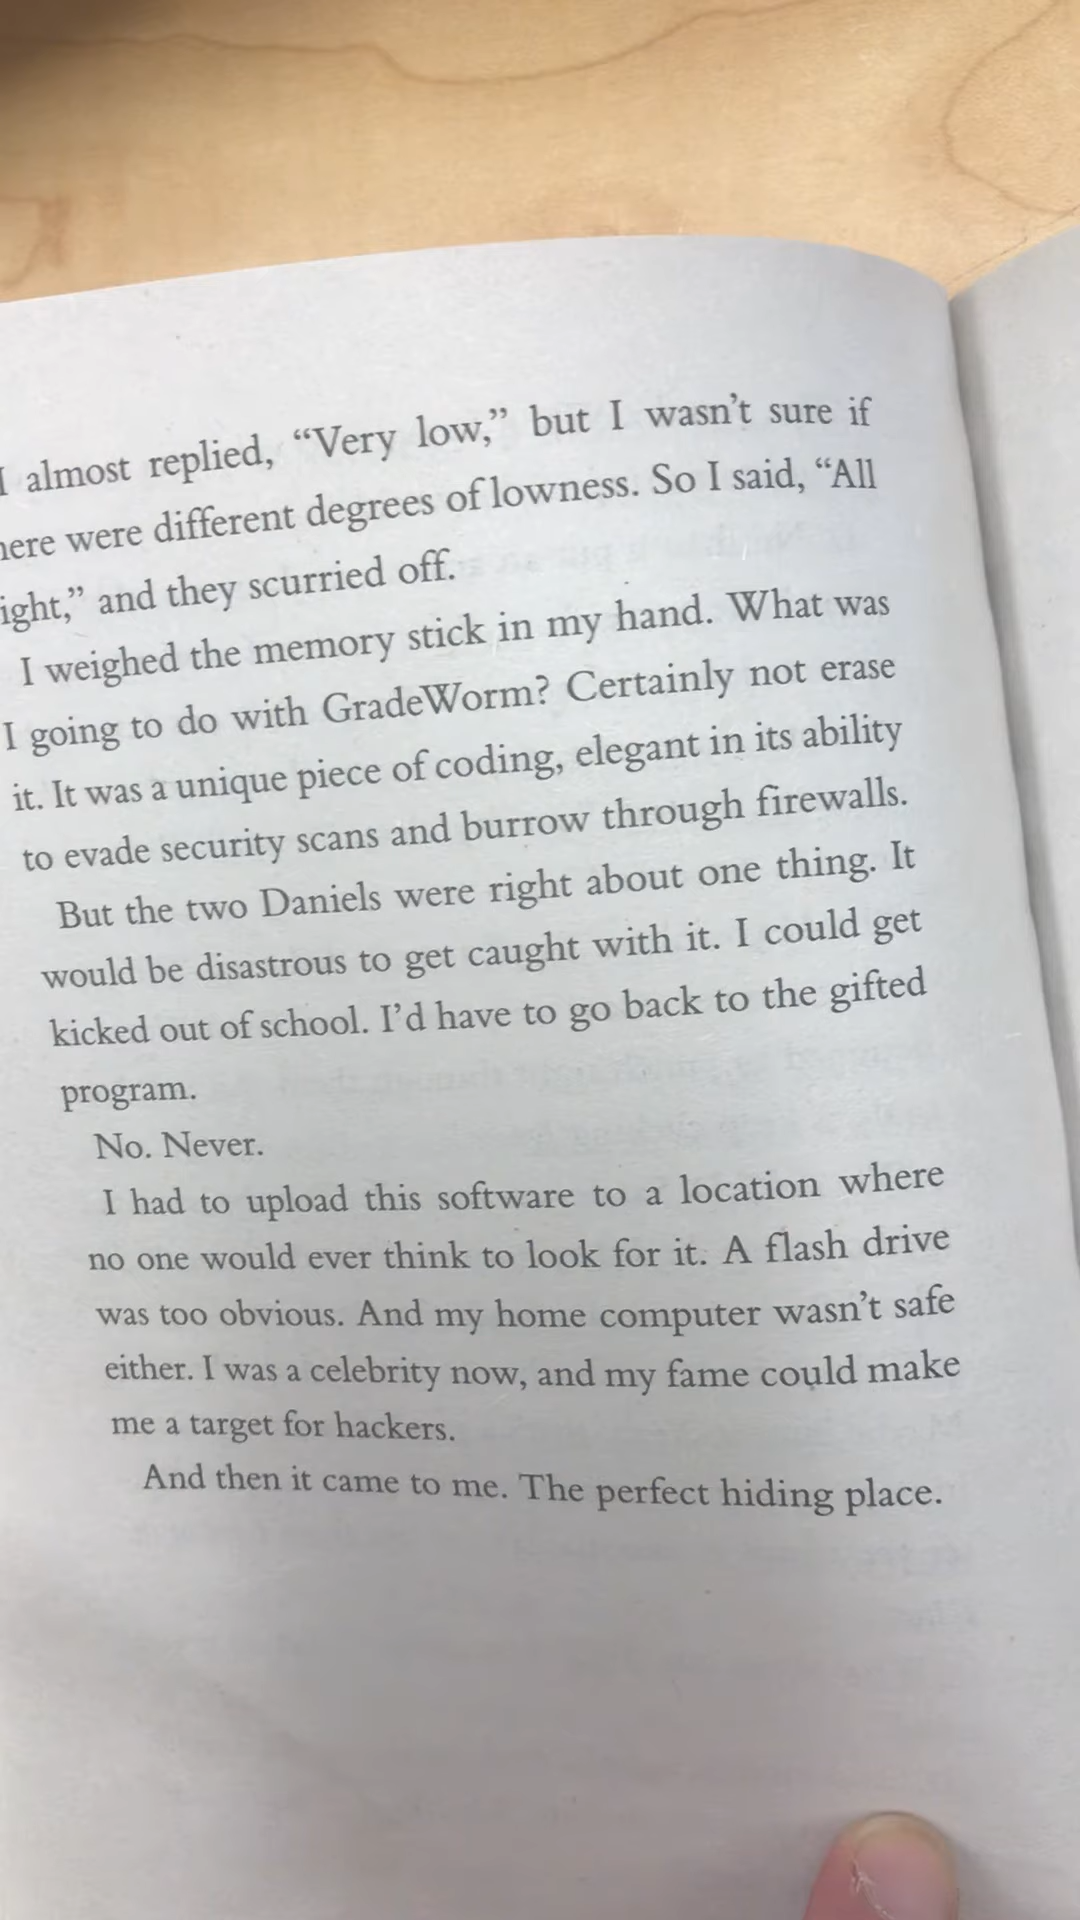 I almost replied, “Very low,” but I wasn’t sure if
were different degrees of lowness. So I said, “All
and they scurried off.
I weighed the memory stick in my hand. What was
I going to do with GradeWorm? Certainly not erase
it. It was a unique piece of coding, elegant in its ability
to evade security scans and burrow through firewalls.
But the two Daniels were right about one thing. It
would be disastrous to get caught with it. I could get
kicked out of school. I’d have to go back to the gifted
program.
No. Never.
I had to upload this software to a location where
no one would ever think to look for it. A flash drive
was too obvious. And my home computer wasn’t safe
either. I was a celebrity now, and my fame could make
me a target for hackers.
And then it came to me. The perfect hiding place.